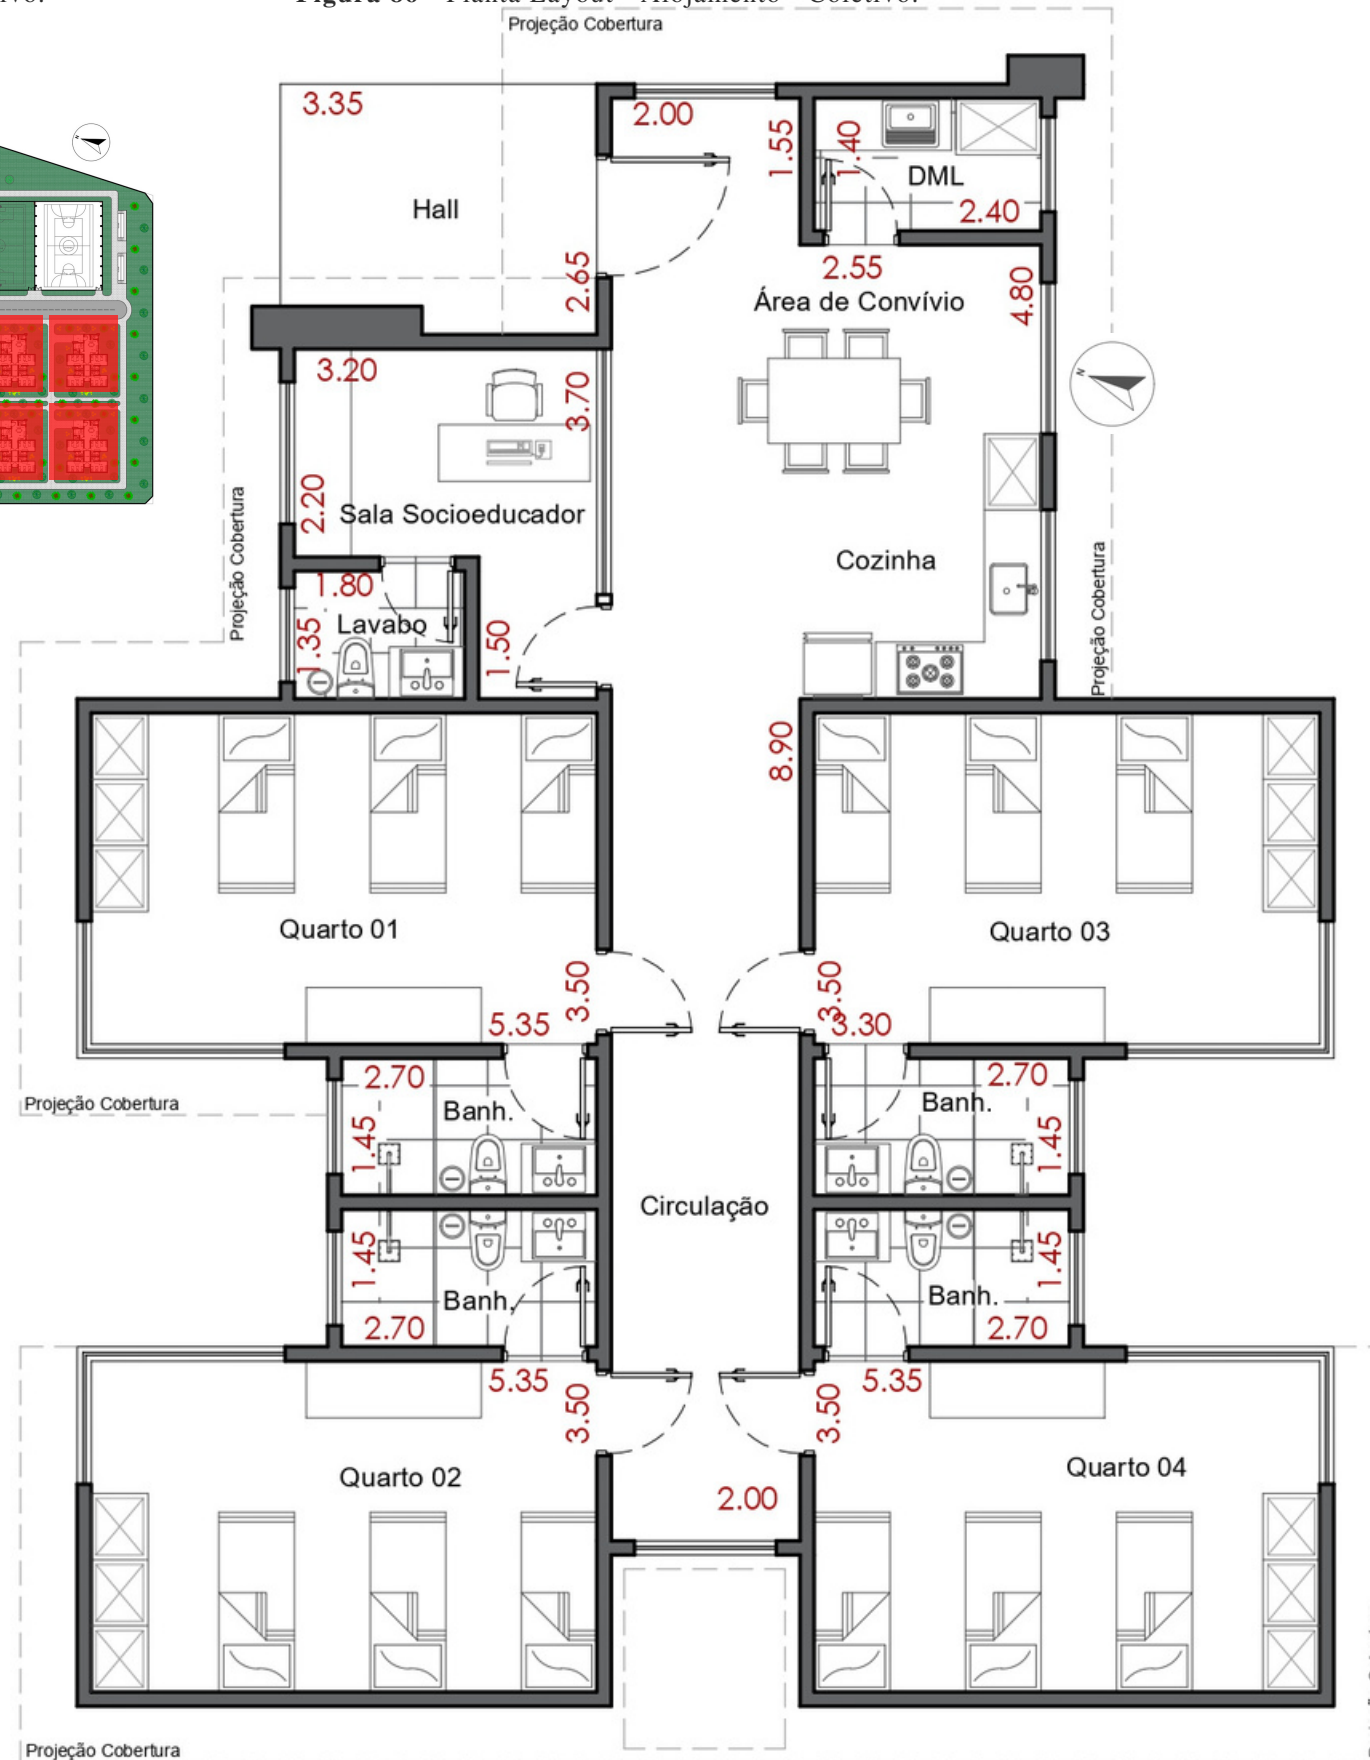 Planta Layout - Alojamento - Coletivo.
Projeção Cobertura
3.35
2.00
1.55
1.40
DML
2.40
Hall
2.65
2.55
Área de Convívio
4.80
N
N
3.20
3.70
2.20
Sala Socioeducador
Projeção Cobertura
Cozinha
1.80
Lavabo
1.35
1.50
Projeção Cobertura
8.90
Quarto 01
Quarto 03
3.50
5.35
3.50
3.30
2.70
Banh.
1.45
2.70
Banh.
1.45
Projeção Cobertura
Circulação
1.45
Banh.
2.70
1.45
Banh.
2.70
5.35
3.50
5.35
3.50
Quarto 02
Quarto 04
2.00
Projeção Cobertura